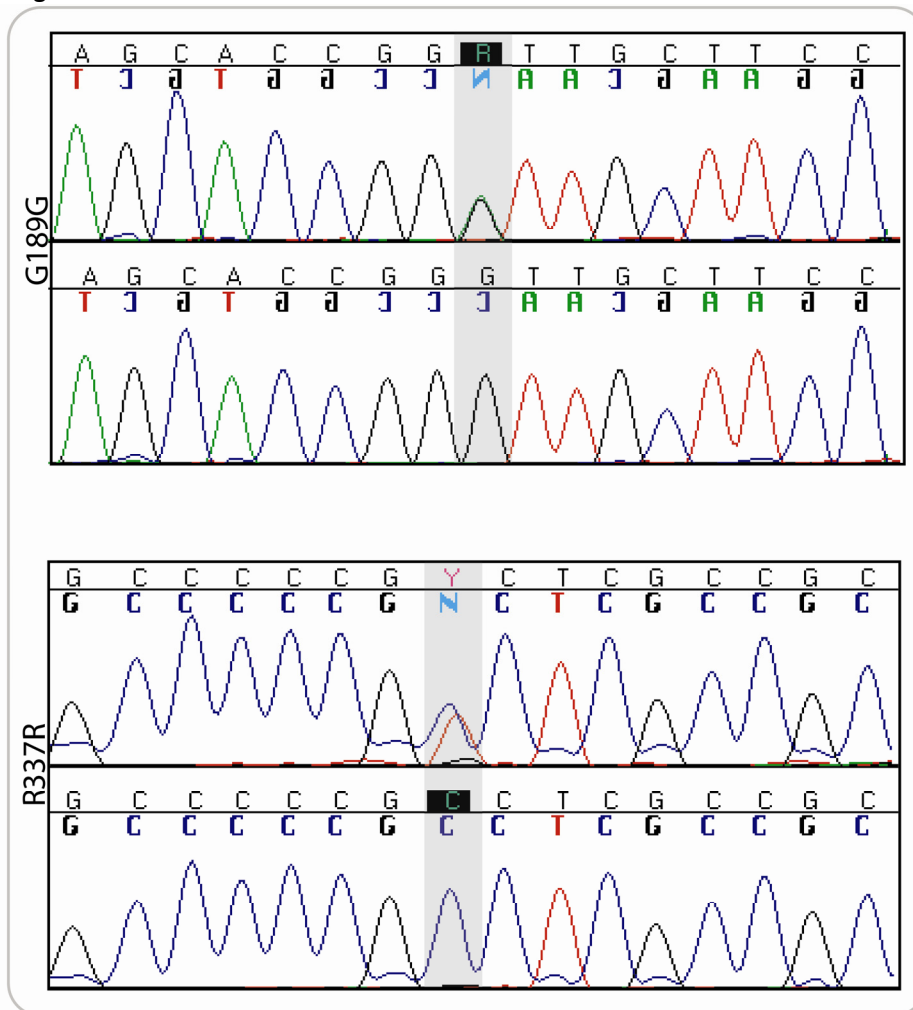 G189G
A G C A C C G G R T T G C T T C C
T C G T G G C C N A A C G A A G G
A G C A C C G G G T T G C T T C C
T C G T G G C C C A A C G A A G G
R337R
G C C C C C G Y C T C G C C G C
G C C C C C G N C T C G C C G C
G C C C C C G C C T C G C C G C
G C C C C C G C C T C G C C G C